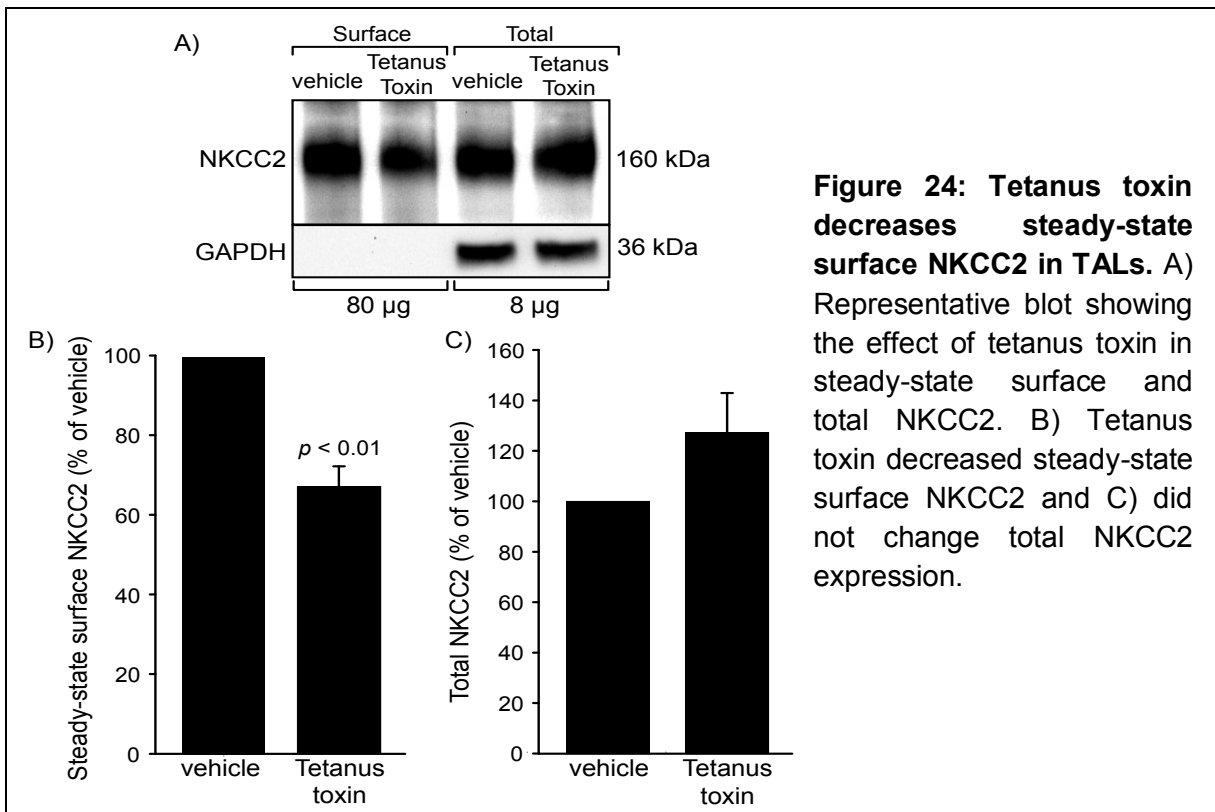 A)
Surface Total
vehicle Tetanus Toxin vehicle Tetanus Toxin
NKCC2 160 kDa
GAPDH 36 kDa
80 µg 8 µg
B)
Steady-state surface NKCC2 (% of vehicle)
100
80
60
40
20
0
p < 0.01
vehicle Tetanus
toxin
C)
Total NKCC2 (% of vehicle)
160
140
120
100
80
60
40
20
0
vehicle Tetanus
toxin
Figure 24: Tetanus toxin
decreases steady-state
surface NKCC2 in TALs. A)
Representative blot showing
the effect of tetanus toxin in
steady-state surface and
total NKCC2. B) Tetanus
toxin decreased steady-state
surface NKCC2 and C) did
not change total NKCC2
expression.